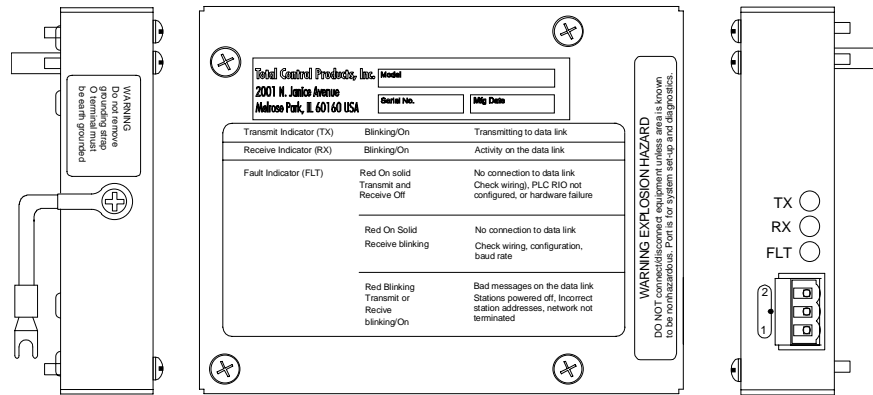 WARNING
Do not remove
grounding strap
O terminal must
be earth grounded
Total Control Products, Inc.
2001 N. Janice Avenue
Melrose Park, IL 60160 USA
Model
Serial No.
Mfg Date
Transmit Indicator (TX) Blinking/On Transmitting to data link
Receive Indicator (RX) Blinking/On Activity on the data link
Fault Indicator (FLT) Red On solid No connection to data link
Transmit and Check wiring), PLC RIO not
Receive Off configured, or hardware failure
Red On Solid No connection to data link
Receive blinking Check wiring, configuration,
baud rate
Red Blinking Bad messages on the data link
Transmit or Stations powered off, Incorrect
Recive station addresses, network not
blinking/On terminated
WARNING EXPLOSION HAZARD
DO NOT connect/disconnect equipment unless area is known
to be nonhazardous. Port is for system set-up and diagnostics.
TX
RX
FLT
2
1